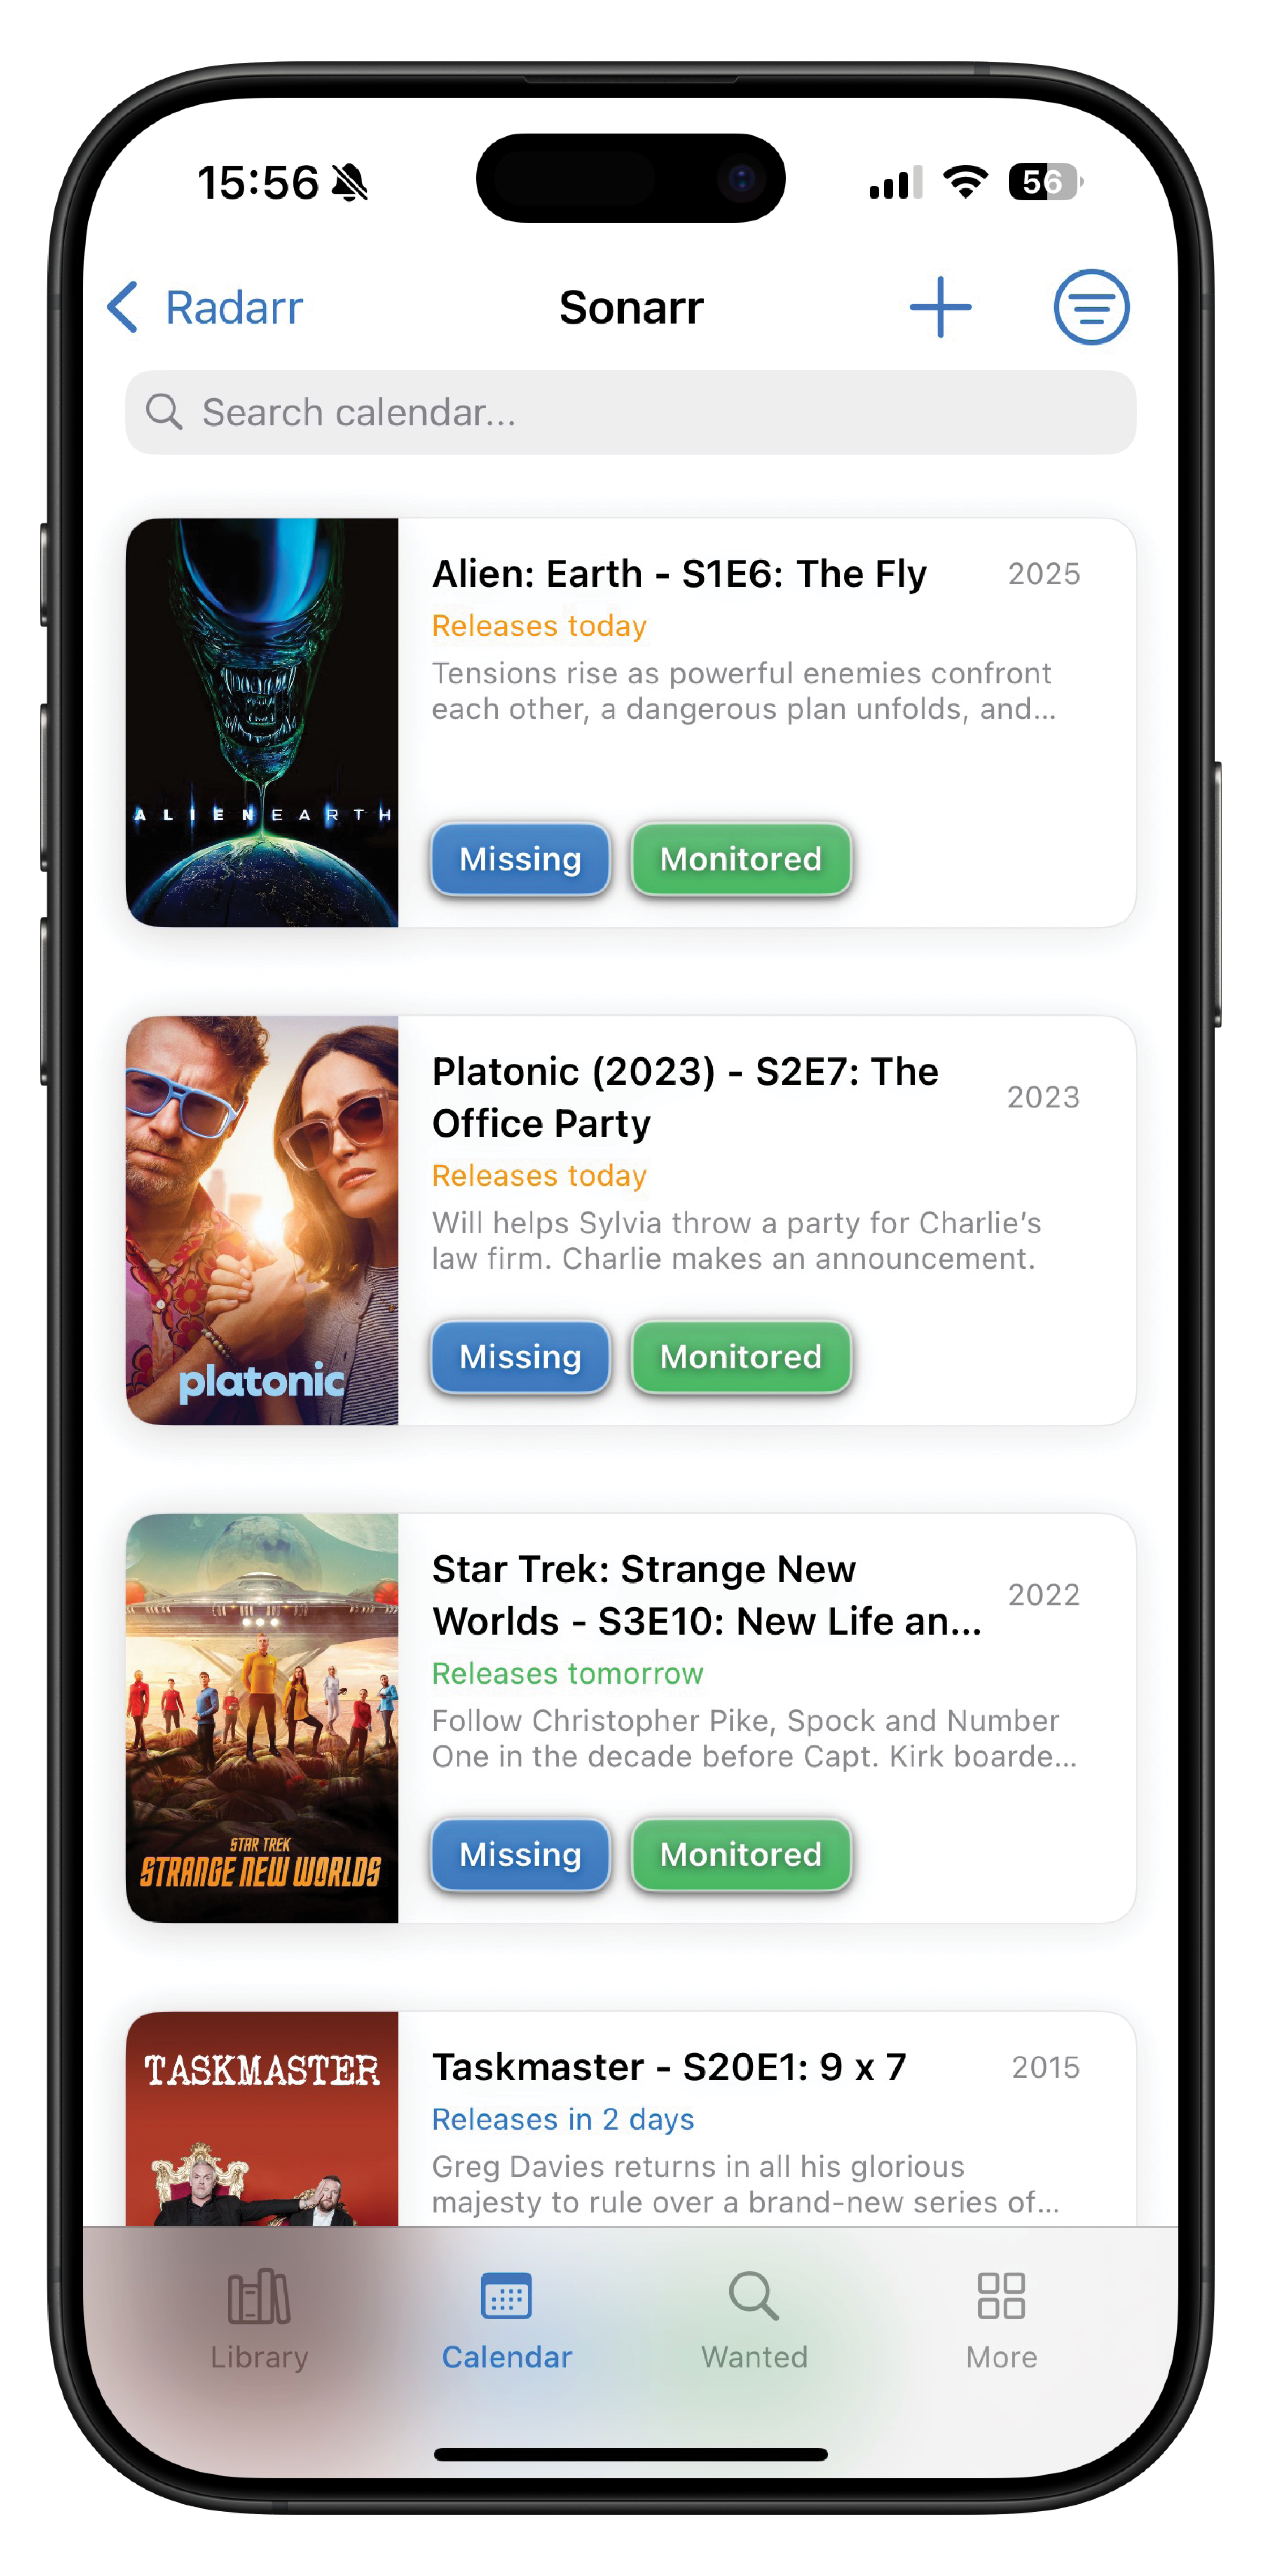 15:56
56
Radarr
Sonarr
Search calendar...
ALIEN EARTH
Alien: Earth - S1E6: The Fly
2025
Releases today
Tensions rise as powerful enemies confront
each other, a dangerous plan unfolds, and...
Missing
Monitored
platonic
Platonic (2023) - S2E7: The
Office Party
2023
Releases today
Will helps Sylvia throw a party for Charlie’s
law firm. Charlie makes an announcement.
Missing
Monitored
STAR TREK
STRANGE NEW WORLDS
Star Trek: Strange New
Worlds - S3E10: New Life an...
2022
Releases tomorrow
Follow Christopher Pike, Spock and Number
One in the decade before Capt. Kirk boarde...
Missing
Monitored
TASKMASTER
Taskmaster - S20E1: 9 x 7
2015
Releases in 2 days
Greg Davies returns in all his glorious
majesty to rule over a brand-new series of...
Library
Calendar
Wanted
More